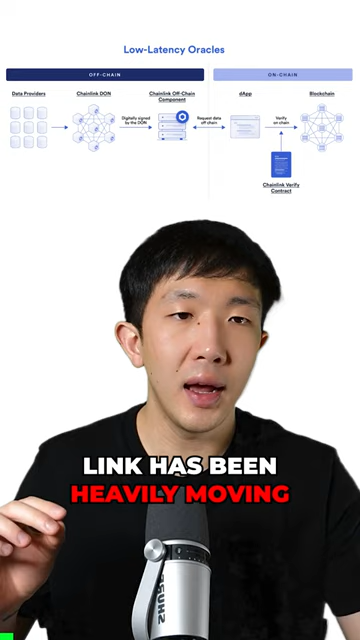 Low-Latency Oracles
OFF-CHAIN
ON-CHAIN
Data Providers
Chainlink DON
Chainlink Off-Chain
Component
dApp
Blockchain
Digitally signed
by the DON
Request data
off chain
Verify
on chain
Chainlink Verify
Contract
LINK HAS BEEN
HEAVILY MOVING
SHURE